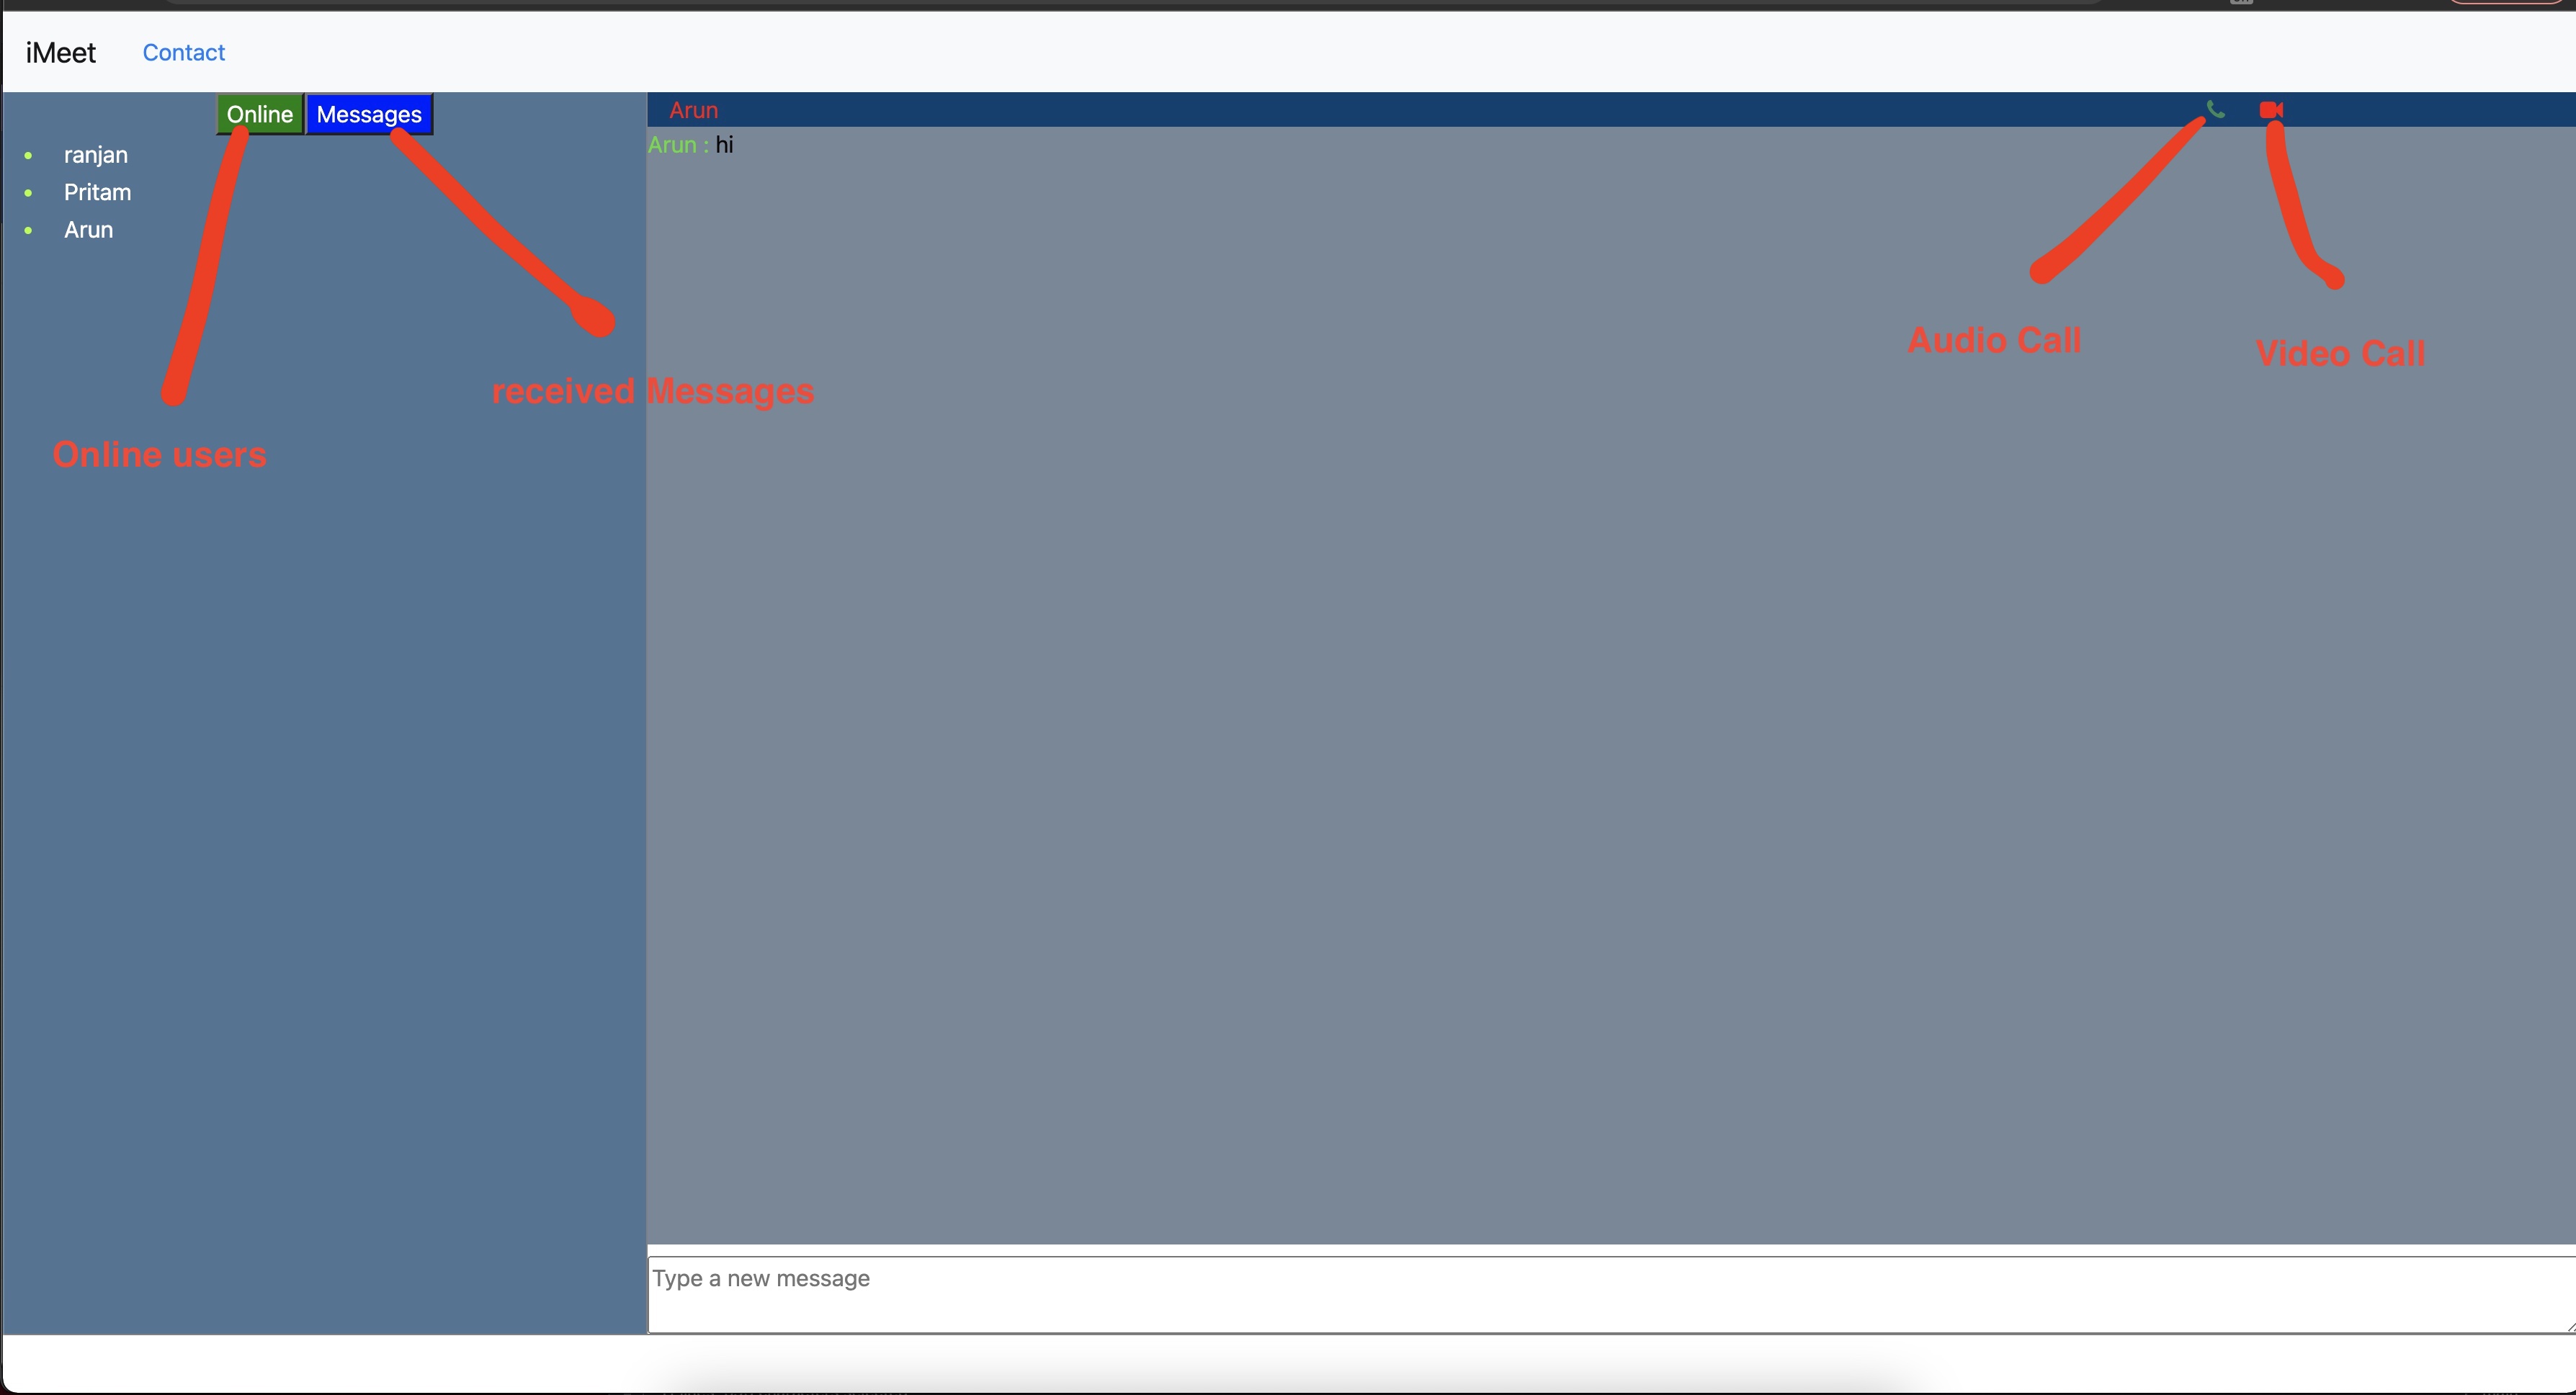 iMeet Contact
Online Messages
ranjan
Pritam
Arun
Arun
Arun : hi
Audio Call
Video Call
received Messages
Online users
Type a new message